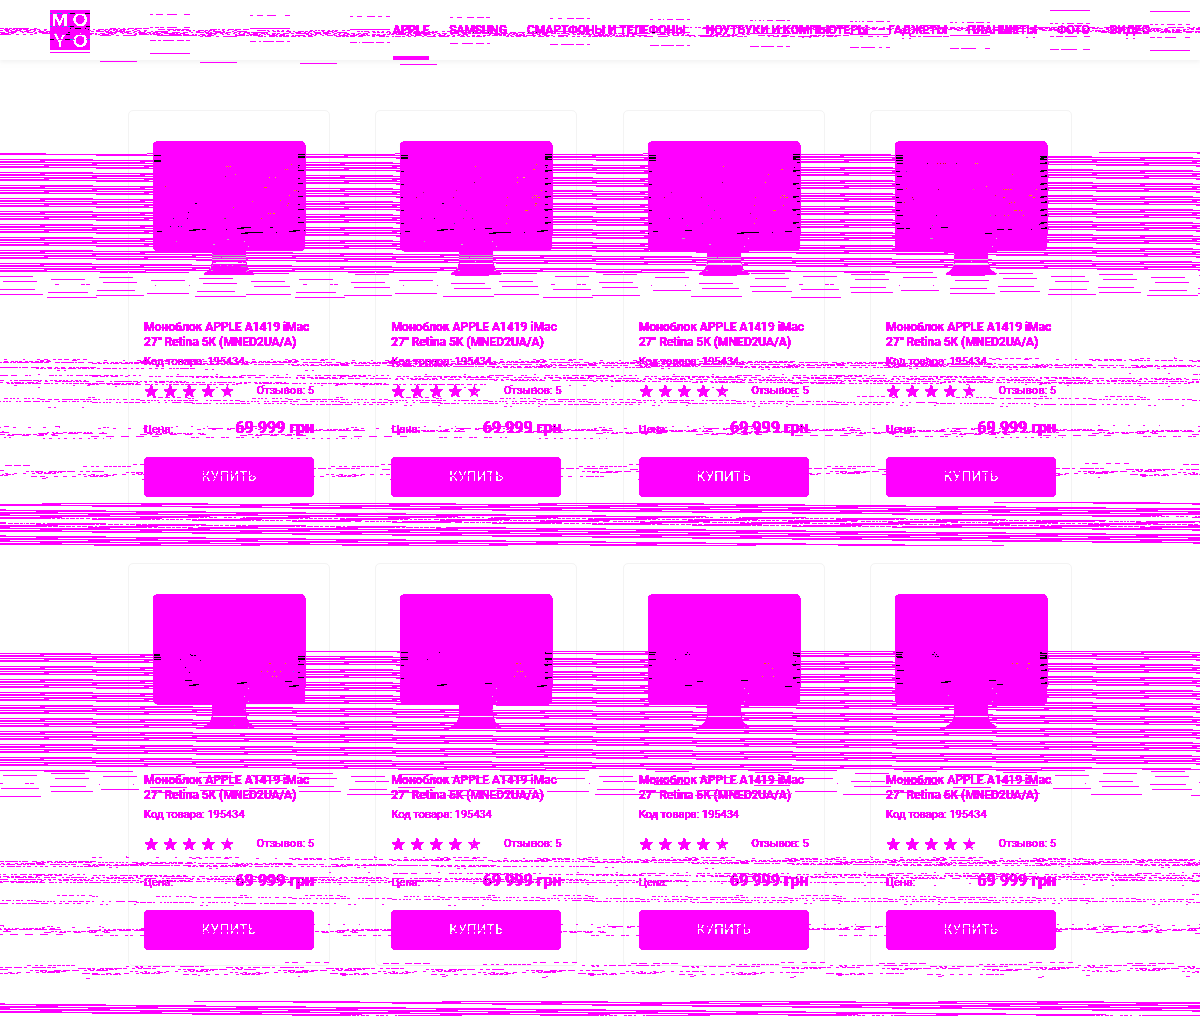 MO
YO
APPLE SAMSUNG СМАРТФОНЫ И ТЕЛЕФОНЫ НОУТБУКИ И КОМПЬЮТЕРЫ ГАДЖЕТЫ ПЛАНШЕТЫ ФОТО ВИДЕО
Моноблок APPLE A1419 iMac Моноблок APPLE A1419 iMac Моноблок APPLE A1419 iMac Моноблок APPLE A1419 iMac
27" Retina 5K (MNED2UA/A) 27" Retina 5K (MNED2UA/A) 27" Retina 5K (MNED2UA/A) 27" Retina 5K (MNED2UA/A)
Код товара: 195434 Код товара: 195434 Код товара: 195434 Код товара: 195434
Отзывов: 5 Отзывов: 5 Отзывов: 5 Отзывов: 5
Цена: 69 999 грн Цена: 69 999 грн Цена: 69 999 грн Цена: 69 999 грн
КУПИТЬ КУПИТЬ КУПИТЬ КУПИТЬ
Моноблок APPLE A1419 iMac Моноблок APPLE A1419 iMac Моноблок APPLE A1419 iMac Моноблок APPLE A1419 iMac
27" Retina 5K (MNED2UA/A) 27" Retina 5K (MNED2UA/A) 27" Retina 5K (MNED2UA/A) 27" Retina 5K (MNED2UA/A)
Код товара: 195434 Код товара: 195434 Код товара: 195434 Код товара: 195434
Отзывов: 5 Отзывов: 5 Отзывов: 5 Отзывов: 5
Цена: 69 999 грн Цена: 69 999 грн Цена: 69 999 грн Цена: 69 999 грн
КУПИТЬ КУПИТЬ КУПИТЬ КУПИТЬ